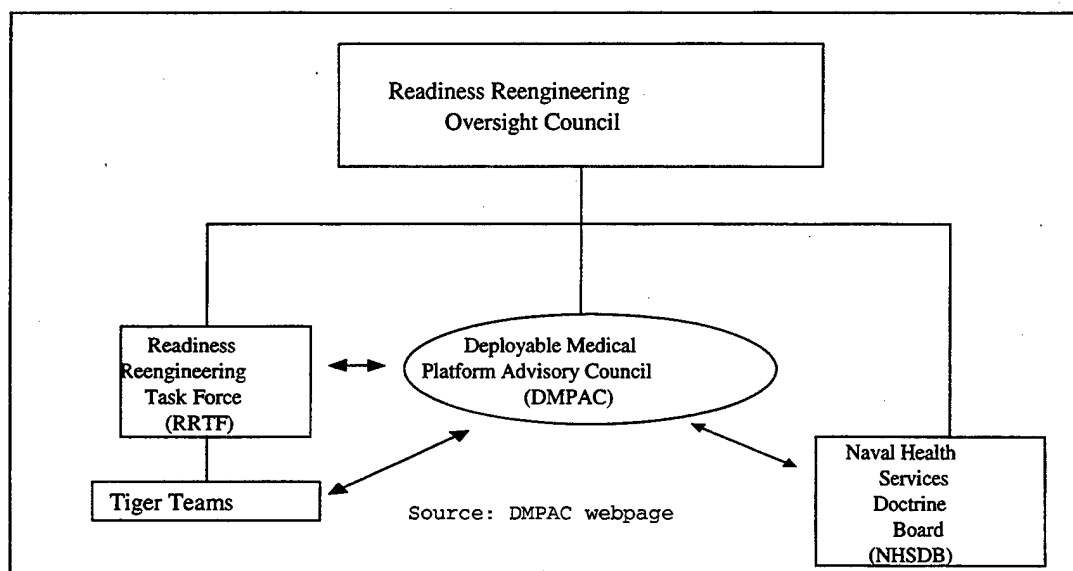 Readiness Reengineering
Oversight Council
Readiness
Reengineering
Task Force
(RRTF)
Deployable Medical
Platform Advisory Council
(DMPAC)
Tiger Teams
Source: DMPAC webpage
Naval Health
Services
Doctrine
Board
(NHSDB)